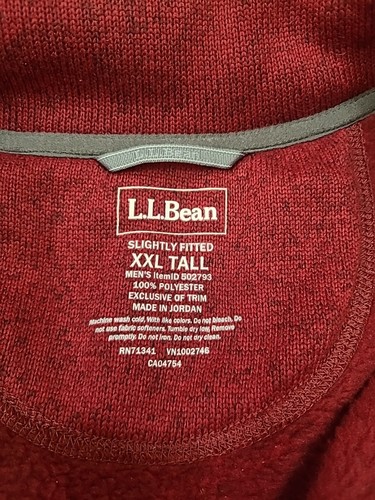 L.L.Bean
SLIGHTLY FITTED
XXL TALL
MEN'S ItemID 502793
100% POLYESTER
EXCLUSIVE OF TRIM
MADE IN JORDAN
Machine wash cold. With like colors. Do not bleach. Do
not use fabric softeners. Tumble dry low. Remove
promptly. Do not iron. Do not dry clean.
RN71341 VN1002746
CA04754